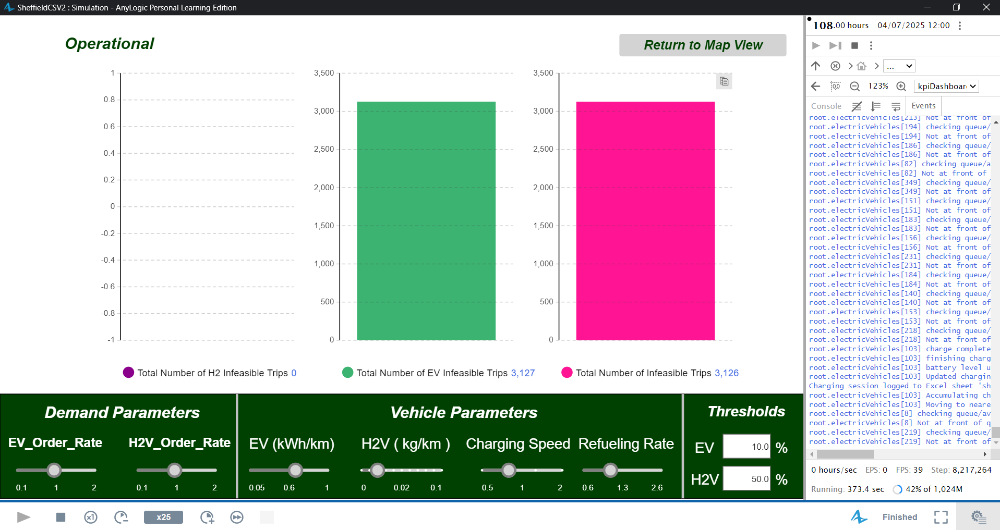 SheffieldCSV2 : Simulation - AnyLogic Personal Learning Edition
Operational
Return to Map View
1
0.8
0.6
0.4
0.2
0
-0.2
-0.4
-0.6
-0.8
-1
Total Number of H2 Infeasible Trips 0
3,500
3,000
2,500
2,000
1,500
1,000
500
0
Total Number of EV Infeasible Trips 3,127
3,500
3,000
2,500
2,000
1,500
1,000
500
0
Total Number of Infeasible Trips 3,126
Demand Parameters
EV_Order_Rate
0.1 1 2
H2V_Order_Rate
0.1 1 2
Vehicle Parameters
EV (kWh/km)
0.05 0.6 1
H2V ( kg/km )
0 0.02 0.1
Charging Speed
0.5 1 2
Refueling Rate
0.6 1.3 2.6
Thresholds
EV 10.0 %
H2V 50.0 %
108.00 hours 04/07/2025 12:00
...
123% kpiDashboar
Console Events
root.electricVehicles[213] Not at front of
root.electricVehicles[194] checking queue/
root.electricVehicles[194] Not at front of
root.electricVehicles[186] checking queue/
root.electricVehicles[186] Not at front of
root.electricVehicles[82] checking queue/a
root.electricVehicles[82] Not at front of
root.electricVehicles[349] checking queue/
root.electricVehicles[349] Not at front of
root.electricVehicles[151] checking queue/
root.electricVehicles[151] Not at front of
root.electricVehicles[183] checking queue/
root.electricVehicles[183] Not at front of
root.electricVehicles[156] checking queue/
root.electricVehicles[156] Not at front of
root.electricVehicles[231] checking queue/
root.electricVehicles[231] Not at front of
root.electricVehicles[184] checking queue/
root.electricVehicles[184] Not at front of
root.electricVehicles[140] checking queue/
root.electricVehicles[140] Not at front of
root.electricVehicles[153] checking queue/
root.electricVehicles[153] Not at front of
root.electricVehicles[218] checking queue/
root.electricVehicles[218] Not at front of
root.electricVehicles[103] charge complete
root.electricVehicles[103] finishing charg
root.electricVehicles[103] battery level u
root.electricVehicles[103] Updated chargin
Charging session logged to Excel sheet 'sh
root.electricVehicles[103] Accumulating ch
root.electricVehicles[103] Moving to neare
root.electricVehicles[8] checking queue/av
root.electricVehicles[8] Not at front of q
root.electricVehicles[219] checking queue/
root.electricVehicles[219] Not at front of
0 hours/sec EPS: 0 FPS: 39 Step: 8,217,264
Running: 373.4 sec 42% of 1,024M
x1 x25 Finished